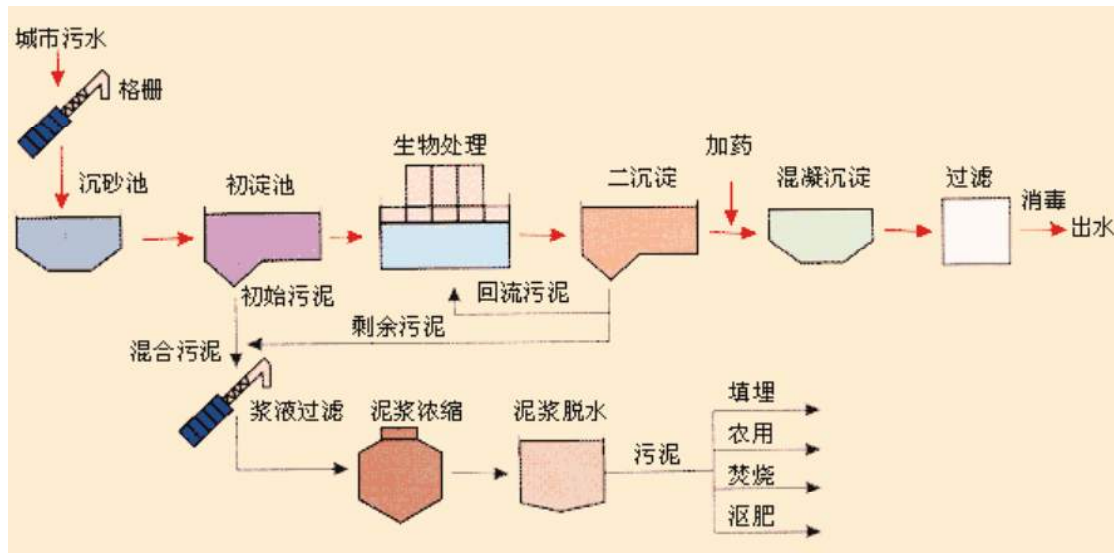 城市污水
格栅
沉砂池
初淀池
生物处理
二沉淀
加药
混凝沉淀
过滤
消毒
出水
初始污泥
回流污泥
剩余污泥
混合污泥
浆液过滤
泥浆浓缩
泥浆脱水
污泥
填埋
农用
焚烧
沤肥